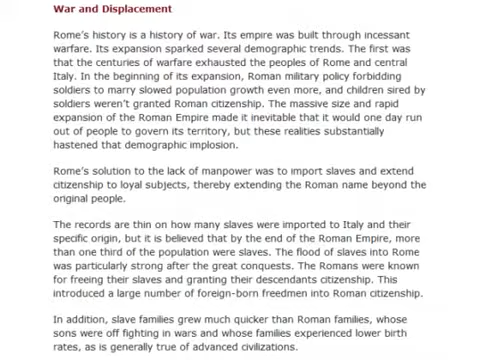 War and Displacement
Rome's history is a history of war. Its empire was built through incessant
warfare. Its expansion sparked several demographic trends. The first was
that the centuries of warfare exhausted the peoples of Rome and central
Italy. In the beginning of its expansion, Roman military policy forbidding
soldiers to marry slowed population growth even more, and children sired by
soldiers weren't granted Roman citizenship. The massive size and rapid
expansion of the Roman Empire made it inevitable that it would one day run
out of people to govern its territory, but these realities substantially
hastened that demographic implosion.
Rome's solution to the lack of manpower was to import slaves and extend
citizenship to loyal subjects, thereby extending the Roman name beyond the
original people.
The records are thin on how many slaves were imported to Italy and their
specific origin, but it is believed that by the end of the Roman Empire, more
than one third of the population were slaves. The flood of slaves into Rome
was particularly strong after the great conquests. The Romans were known
for freeing their slaves and granting their descendants citizenship. This
introduced a large number of foreign-born freedmen into Roman citizenship.
In addition, slave families grew much quicker than Roman families, whose
sons were off fighting in wars and whose families experienced lower birth
rates, as is generally true of advanced civilizations.